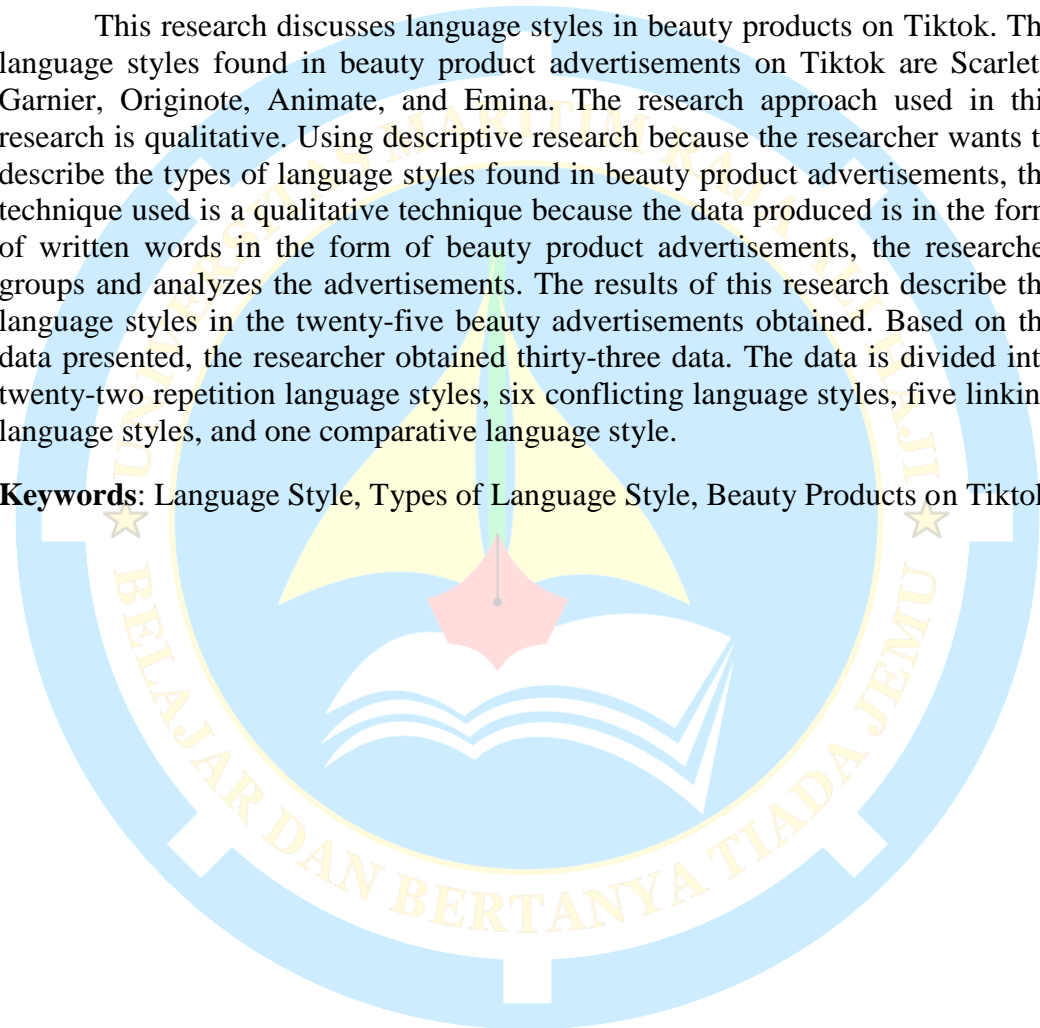 This research discusses language styles in beauty products on Tiktok. Th
language styles found in beauty product advertisements on Tiktok are Scarlet
Garnier, Originote, Animate, and Emina. The research approach used in thi
research is qualitative. Using descriptive research because the researcher wants t
describe the types of language styles found in beauty product advertisements, th
technique used is a qualitative technique because the data produced is in the for
of written words in the form of beauty product advertisements, the researche
groups and analyzes the advertisements. The results of this research describe th
language styles in the twenty-five beauty advertisements obtained. Based on th
data presented, the researcher obtained thirty-three data. The data is divided int
twenty-two repetition language styles, six conflicting language styles, five linkin
language styles, and one comparative language style.
Keywords: Language Style, Types of Language Style, Beauty Products on Tiktok
UNIVERSITAS MARITIM RAJA ALI HAJI
BELAJAR DAN BERTANYA TIADA JEMU